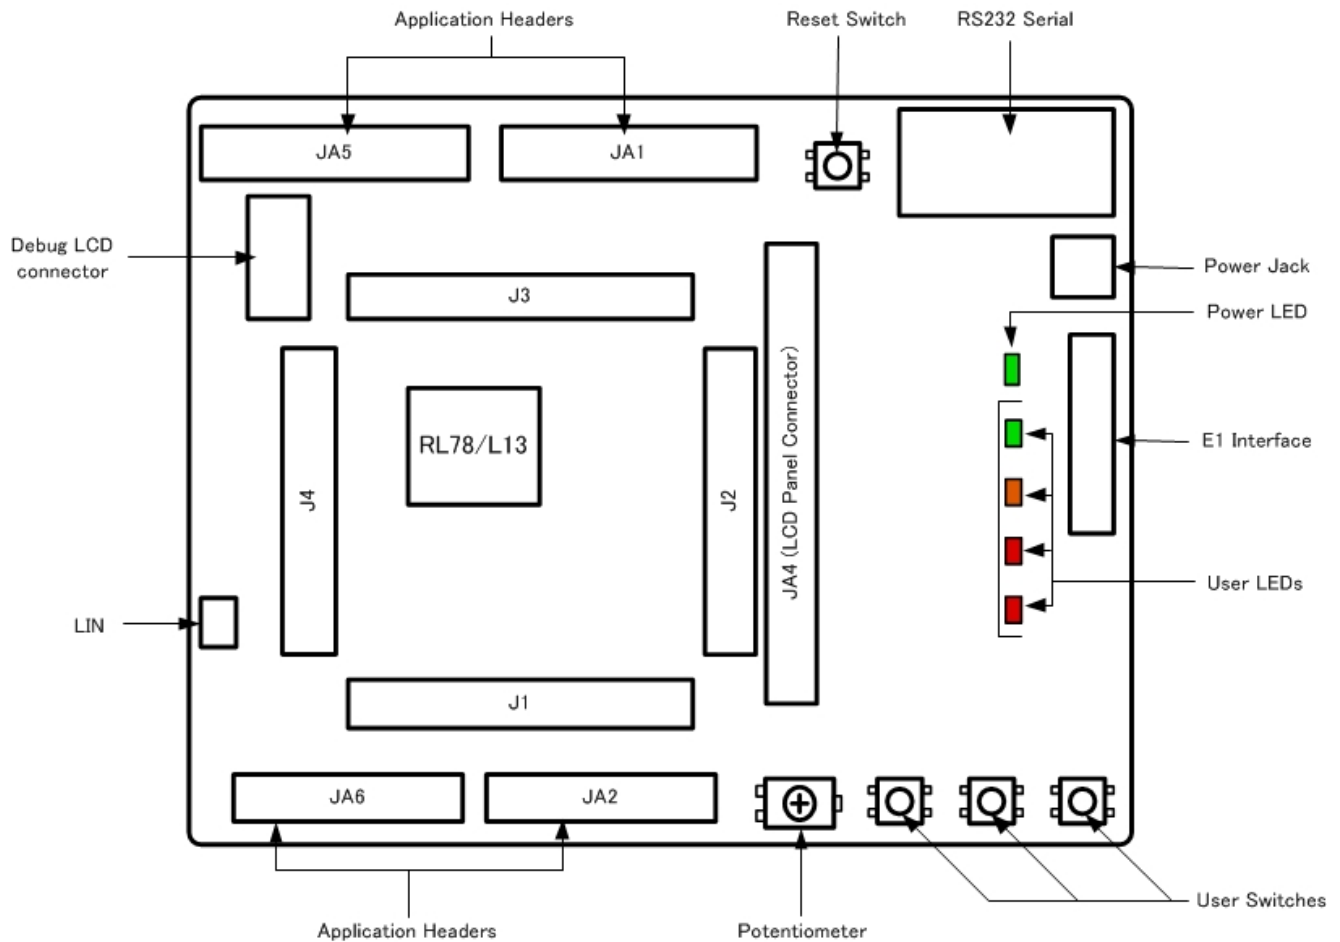 Application Headers
Reset Switch
RS232 Serial
JA5
JA1
Debug LCD
connector
Power Jack
J3
Power LED
RL78/L13
E1 Interface
J4
J2
JA4 (LCD Panel Connector)
User LEDs
LIN
J1
JA6
JA2
User Switches
Application Headers
Potentiometer